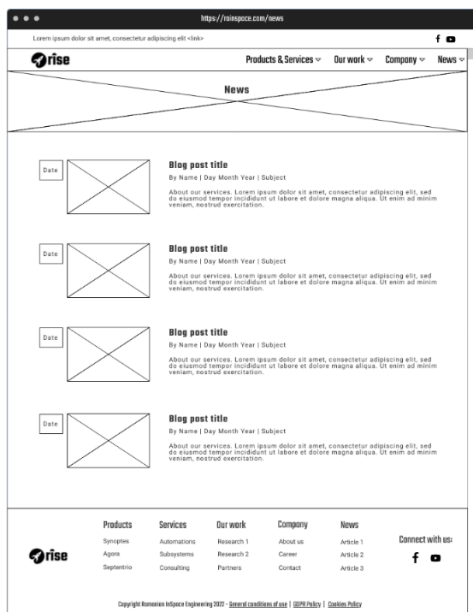 https://roinspace.com/news
Lorem ipsum dolor sit amet, consectetur adipiscing elit <link>
rise
Products & Services Our work Company News
News
Date
Blog post title
By Name | Day Month Year | Subject
About our services. Lorem ipsum dolor sit amet, consectetur adipiscing elit, sed
do eiusmod tempor incididunt ut labore et dolore magna aliqua. Ut enim ad minim
veniam, nostrud exercitation.
Date
Blog post title
By Name | Day Month Year | Subject
About our services. Lorem ipsum dolor sit amet, consectetur adipiscing elit, sed
do eiusmod tempor incididunt ut labore et dolore magna aliqua. Ut enim ad minim
veniam, nostrud exercitation.
Date
Blog post title
By Name | Day Month Year | Subject
About our services. Lorem ipsum dolor sit amet, consectetur adipiscing elit, sed
do eiusmod tempor incididunt ut labore et dolore magna aliqua. Ut enim ad minim
veniam, nostrud exercitation.
Date
Blog post title
By Name | Day Month Year | Subject
About our services. Lorem ipsum dolor sit amet, consectetur adipiscing elit, sed
do eiusmod tempor incididunt ut labore et dolore magna aliqua. Ut enim ad minim
veniam, nostrud exercitation.
rise
Products
Synoptes
Agora
Septentrio
Services
Automations
Subsystems
Consulting
Our work
Research 1
Research 2
Partners
Company
About us
Career
Contact
News
Article 1
Article 2
Article 3
Connect with us:
Copyright Romanian InSpace Engineering 2022 - General conditions of use | GDPR Policy | Cookies Policy